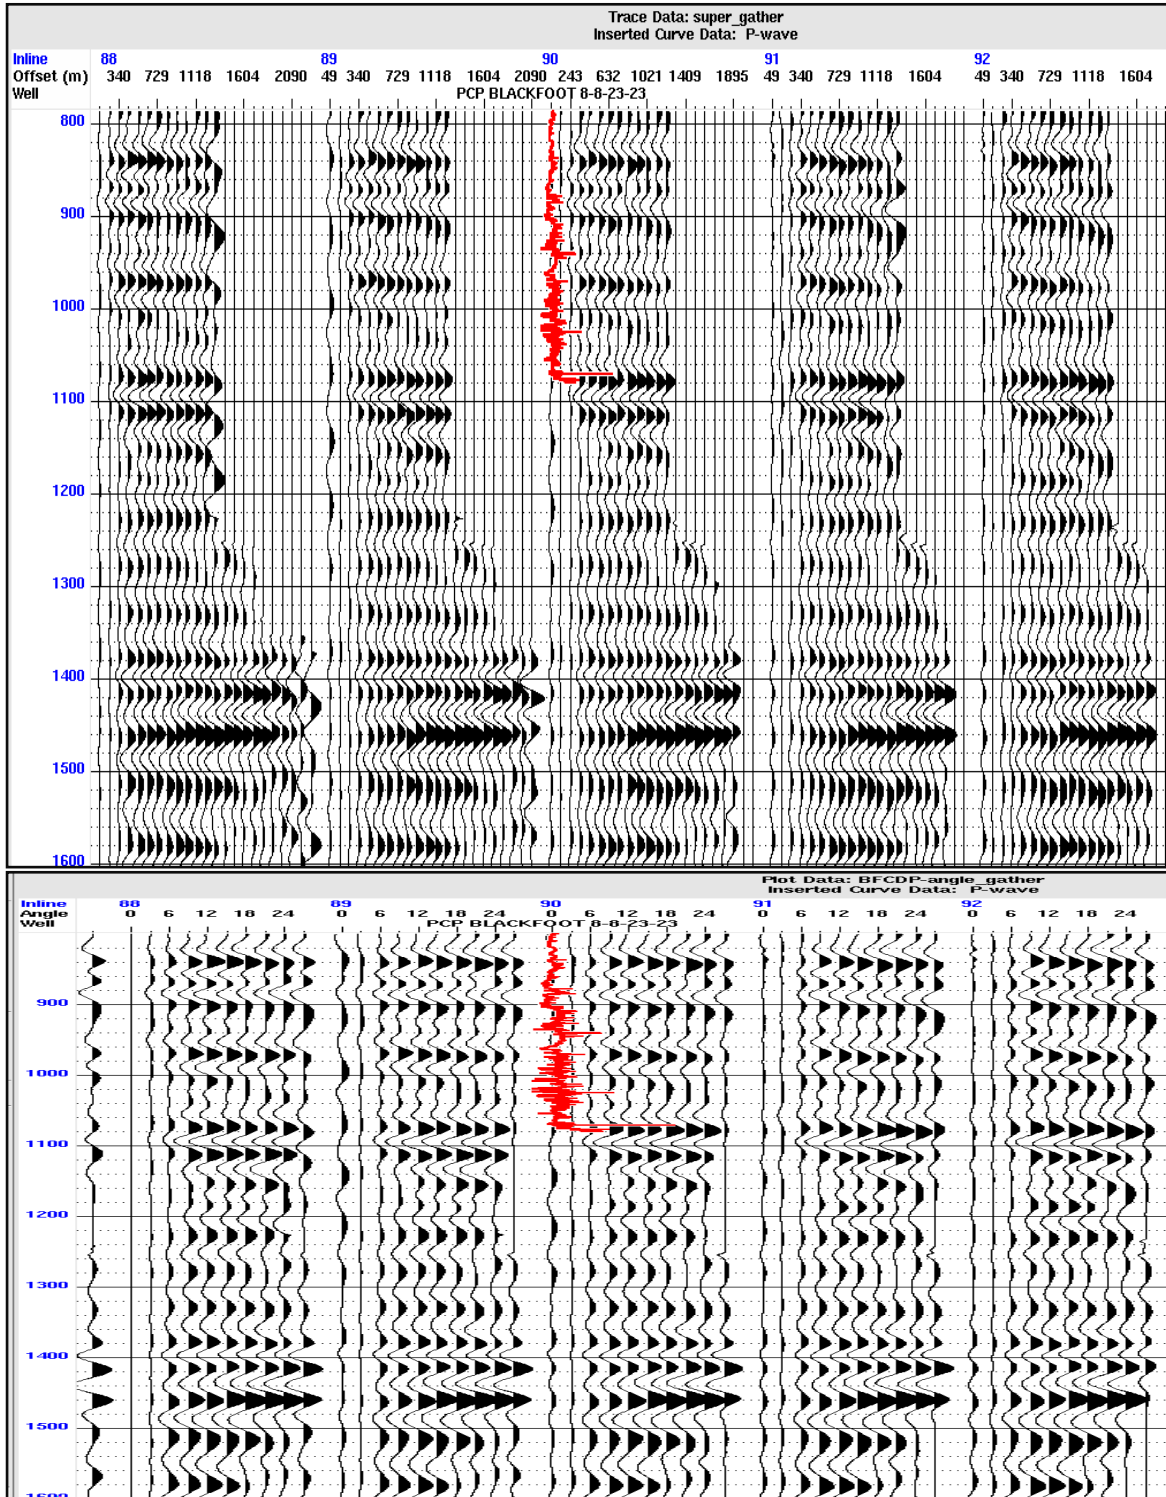 Trace Data: super_gather
Inserted Curve Data: P-wave
Inline 88 89 90 91 92
Offset (m) 340 729 1118 1604 2090 49 340 729 1118 1604 2090 243 632 1021 1409 1895 49 340 729 1118 1604 49 340 729 1118 1604
Well PCP BLACKFOOT 8-8-23-23
800
900
1000
1100
1200
1300
1400
1500
1600
Plot Data: BFCDP-angle_gather
Inserted Curve Data: P-wave
Inline 88 89 90 91 92
Angle 0 6 12 18 24 0 6 12 18 24 0 6 12 18 24 0 6 12 18 24 0 6 12 18 24
Well PCP BLACKFOOT 8-8-23-23
900
1000
1100
1200
1300
1400
1500
1600